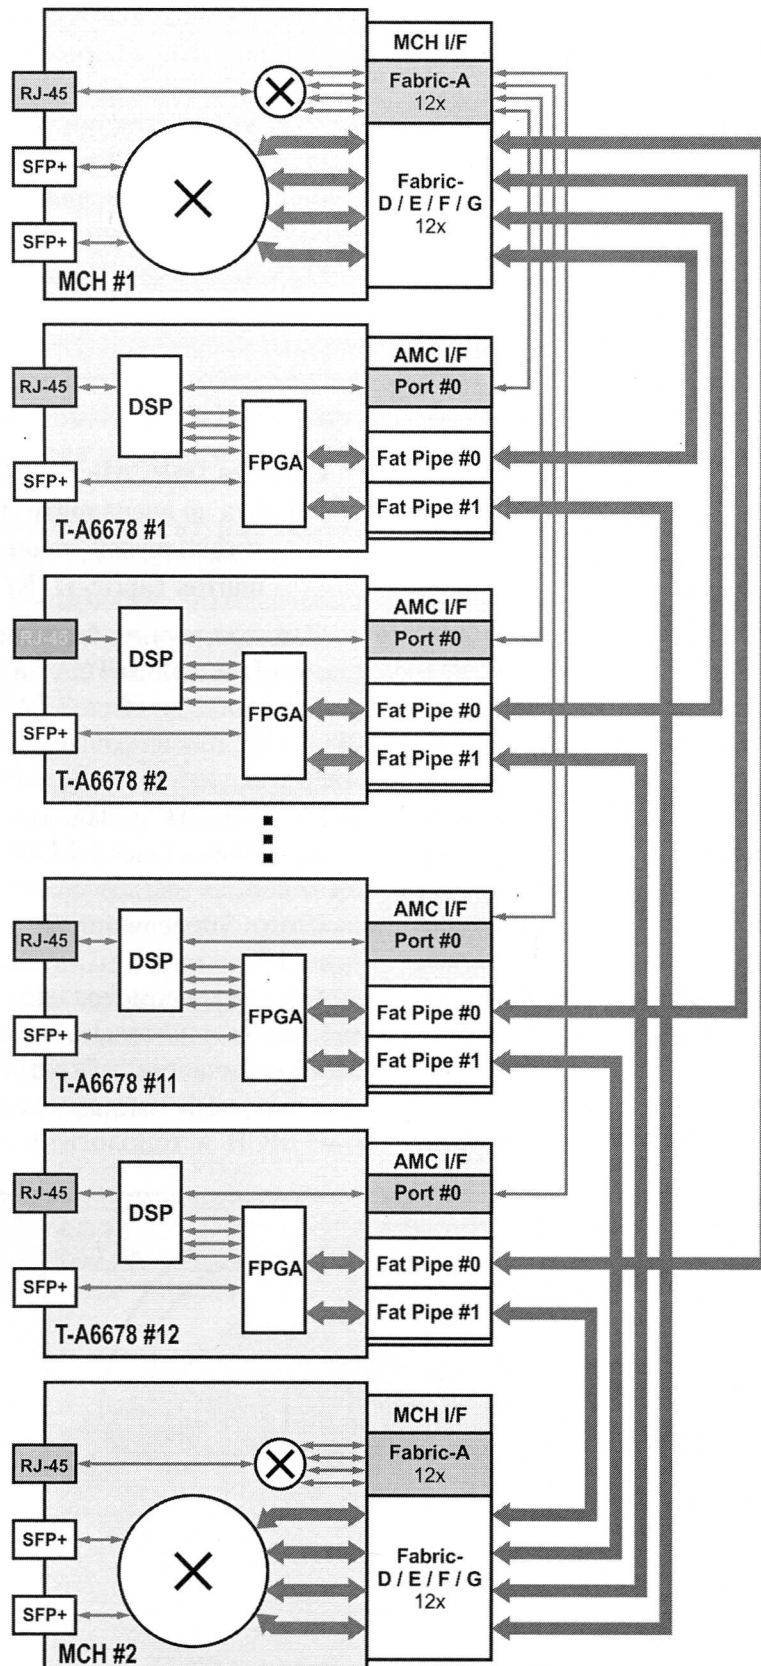 MCH I/F
RJ-45
Fabric-A
12x
SFP+
Fabric-
D / E / F / G
12x
SFP+
MCH #1
AMC I/F
RJ-45
DSP
Port #0
FPGA
Fat Pipe #0
SFP+
Fat Pipe #1
T-A6678 #1
AMC I/F
RJ-45
DSP
Port #0
FPGA
Fat Pipe #0
SFP+
Fat Pipe #1
T-A6678 #2
AMC I/F
RJ-45
DSP
Port #0
FPGA
Fat Pipe #0
SFP+
Fat Pipe #1
T-A6678 #11
AMC I/F
RJ-45
DSP
Port #0
FPGA
Fat Pipe #0
SFP+
Fat Pipe #1
T-A6678 #12
MCH I/F
RJ-45
Fabric-A
12x
SFP+
Fabric-
D / E / F / G
12x
SFP+
MCH #2